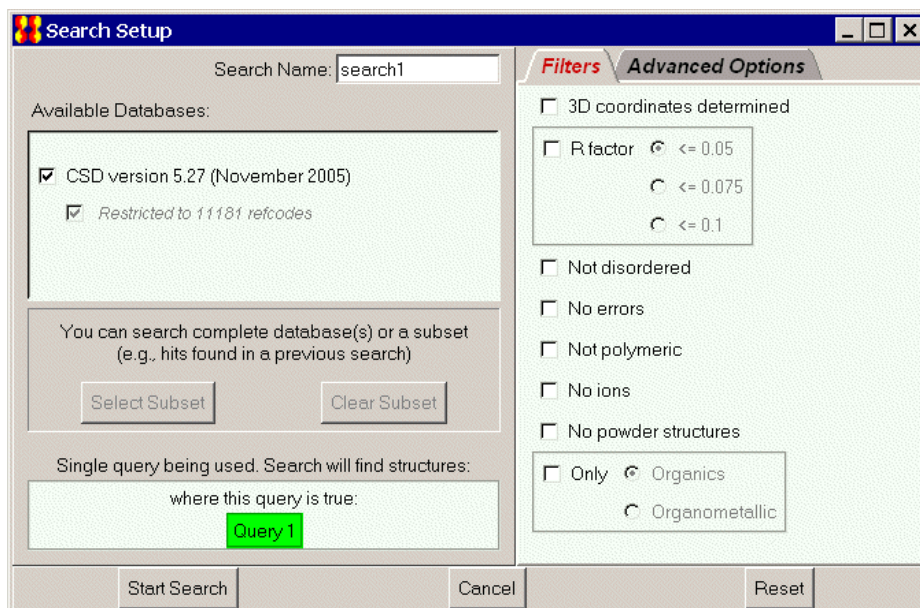 Search Setup
Search Name: search1
Available Databases:
CSD version 5.27 (November 2005)
Restricted to 11181 refcodes
You can search complete database(s) or a subset
(e.g., hits found in a previous search)
Select Subset
Clear Subset
Single query being used. Search will find structures:
where this query is true:
Query 1
Filters
Advanced Options
3D coordinates determined
R factor <= 0.05
<= 0.075
<= 0.1
Not disordered
No errors
Not polymeric
No ions
No powder structures
Only Organics
Organometallic
Start Search
Cancel
Reset